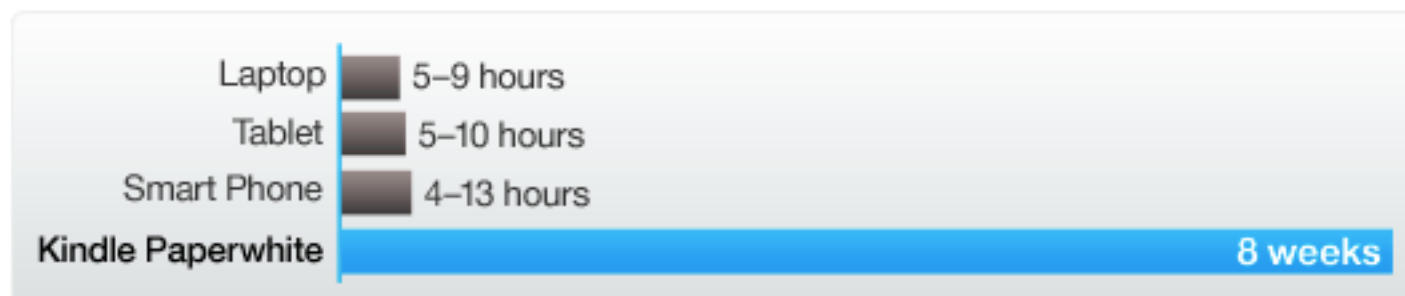 Laptop 5–9 hours
Tablet 5–10 hours
Smart Phone 4–13 hours
Kindle Paperwhite 8 weeks